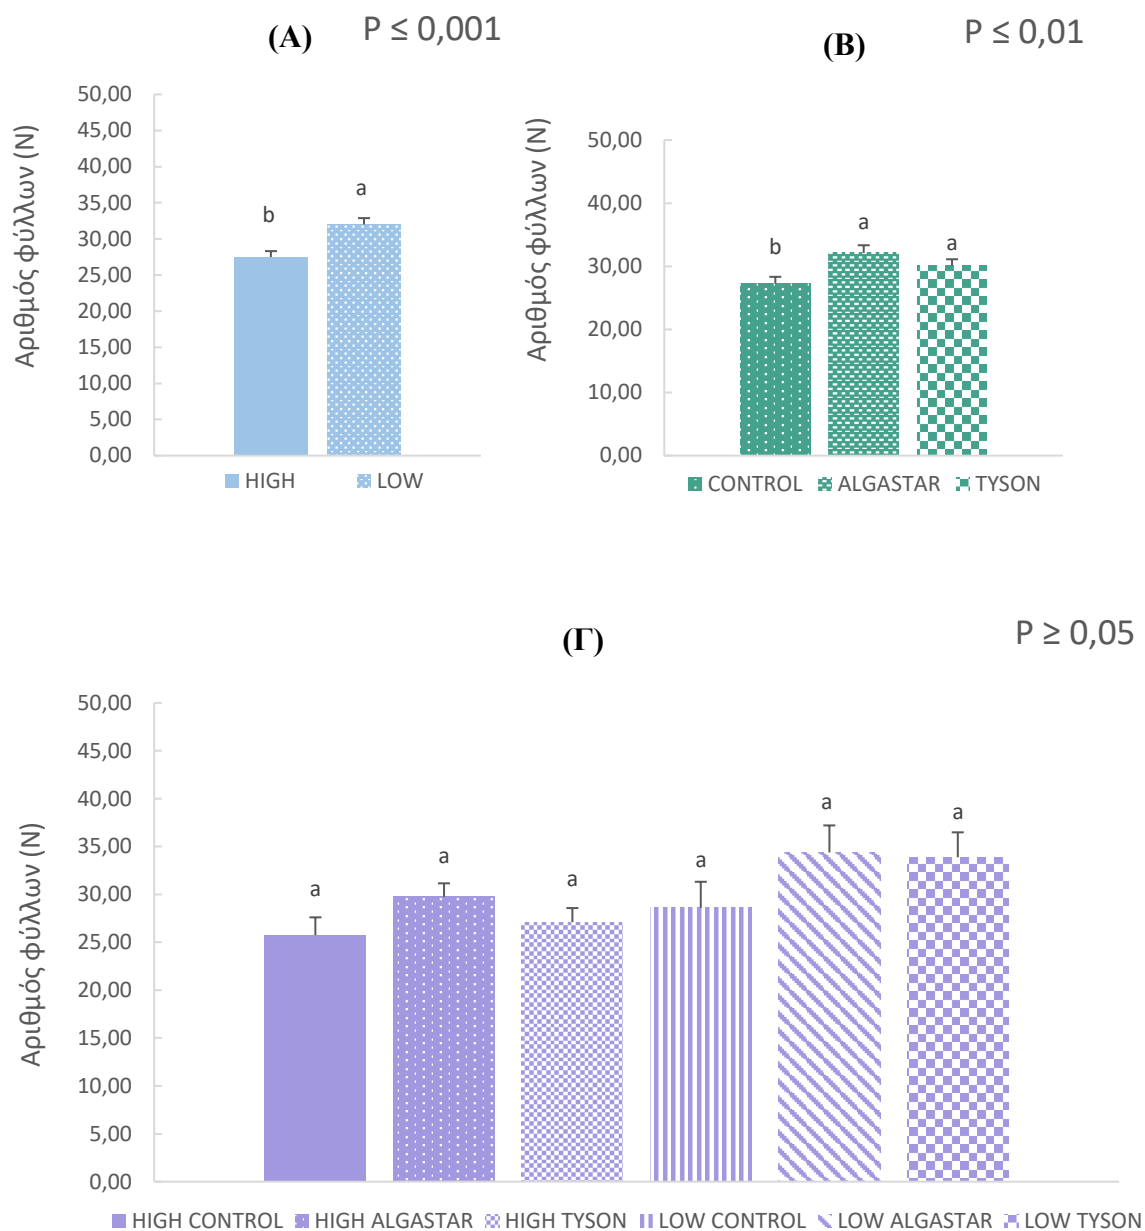 (A) P ≤ 0,001
50,00
45,00
40,00
35,00
30,00
25,00
20,00
15,00
10,00
5,00
0,00
Αριθμός φύλλων (N)
b
a
HIGH LOW
(B) P ≤ 0,01
50,00
40,00
30,00
20,00
10,00
0,00
Αριθμός φύλλων (N)
b
a
a
CONTROL ALGASTAR TYSON
(Γ) P ≥ 0,05
50,00
45,00
40,00
35,00
30,00
25,00
20,00
15,00
10,00
5,00
0,00
Αριθμός φύλλων (N)
a
a
a
a
a
a
HIGH CONTROL HIGH ALGASTAR HIGH TYSON LOW CONTROL LOW ALGASTAR LOW TYSON